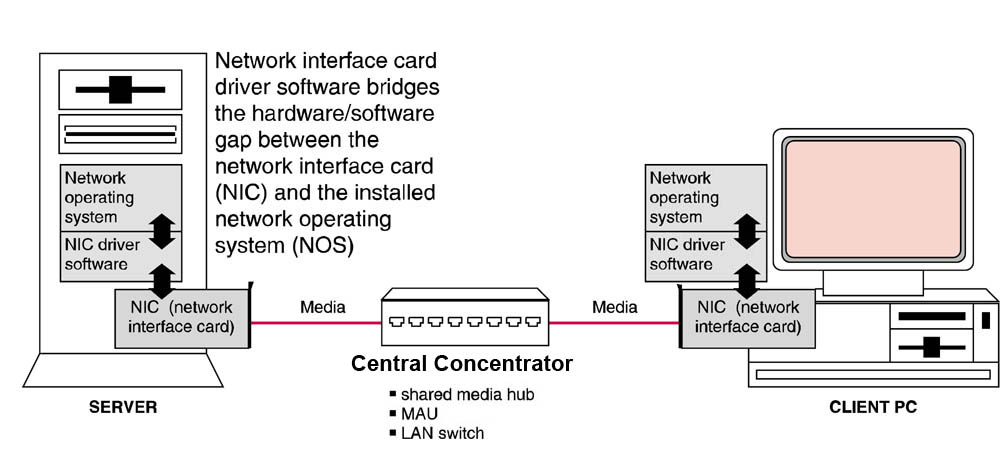 Network interface card
driver software bridges
the hardware/software
gap between the
network interface card
(NIC) and the installed
network operating
system (NOS)
Network
operating
system
NIC driver
software
NIC (network
interface card)
SERVER
Media
Central Concentrator
▪ shared media hub
▪ MAU
▪ LAN switch
Media
Network
operating
system
NIC driver
software
NIC (network
interface card)
CLIENT PC